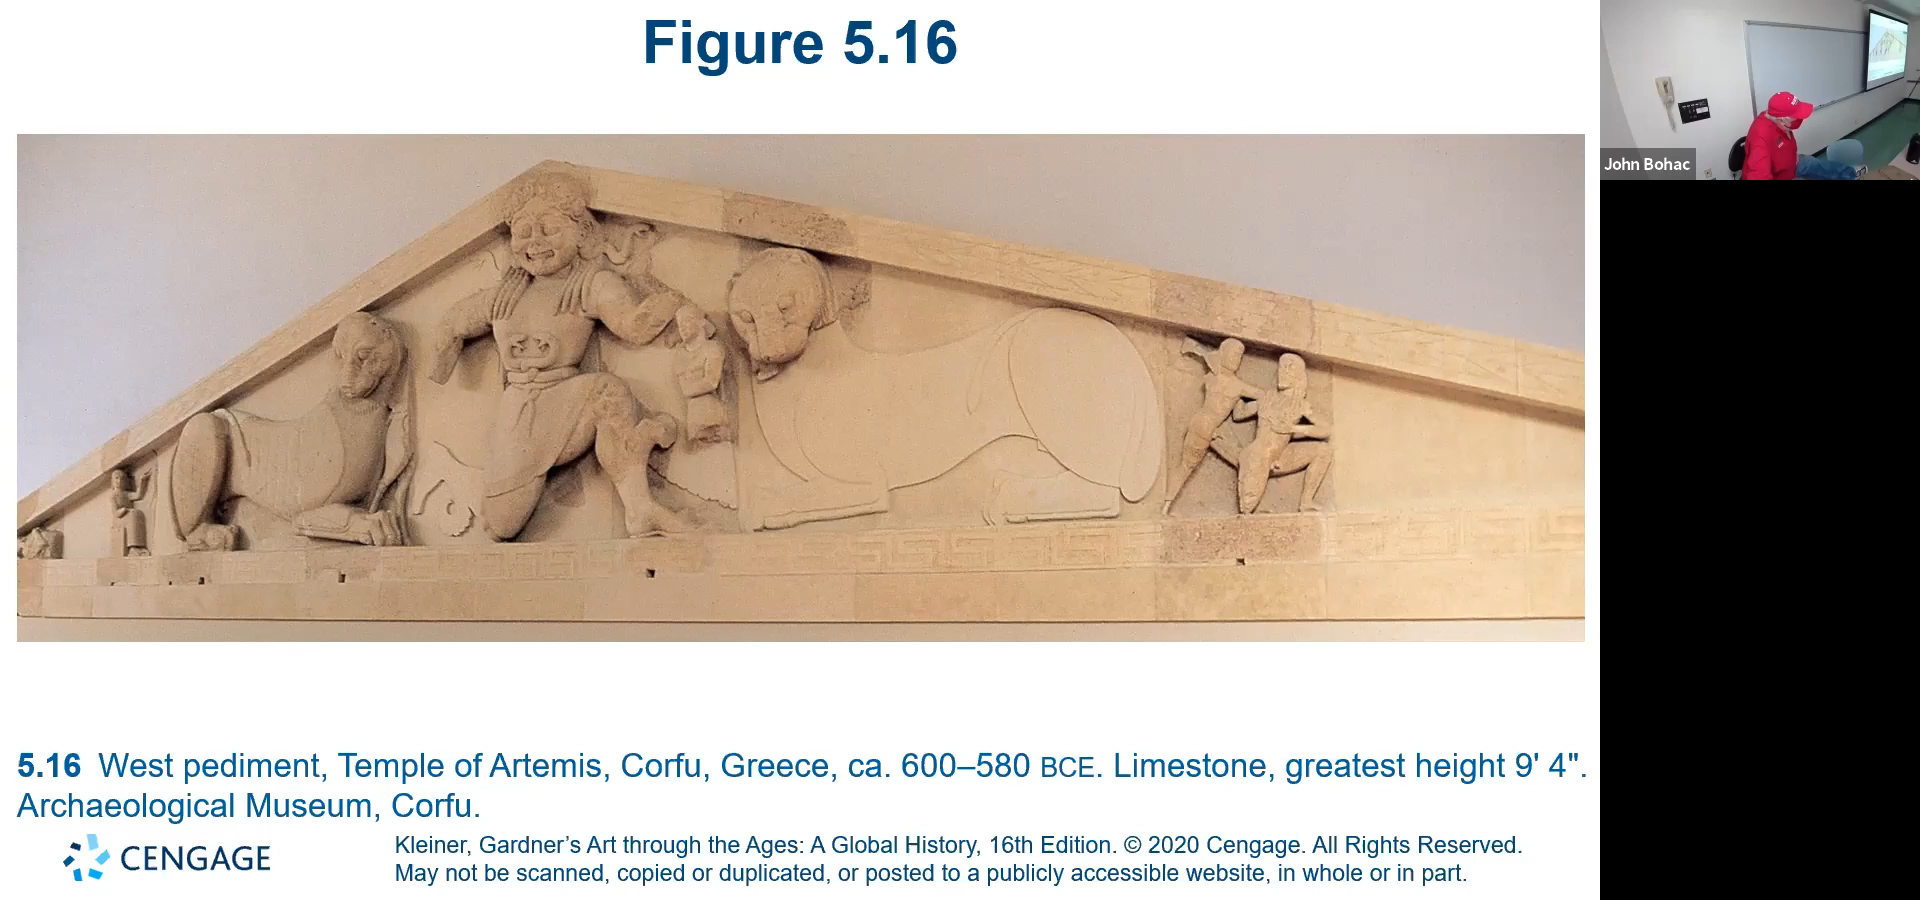 Figure 5.16
John Bohac
5.16 West pediment, Temple of Artemis, Corfu, Greece, ca. 600–580 BCE. Limestone, greatest height 9' 4".
Archaeological Museum, Corfu.
CENGAGE
Kleiner, Gardner’s Art through the Ages: A Global History, 16th Edition. © 2020 Cengage. All Rights Reserved.
May not be scanned, copied or duplicated, or posted to a publicly accessible website, in whole or in part.